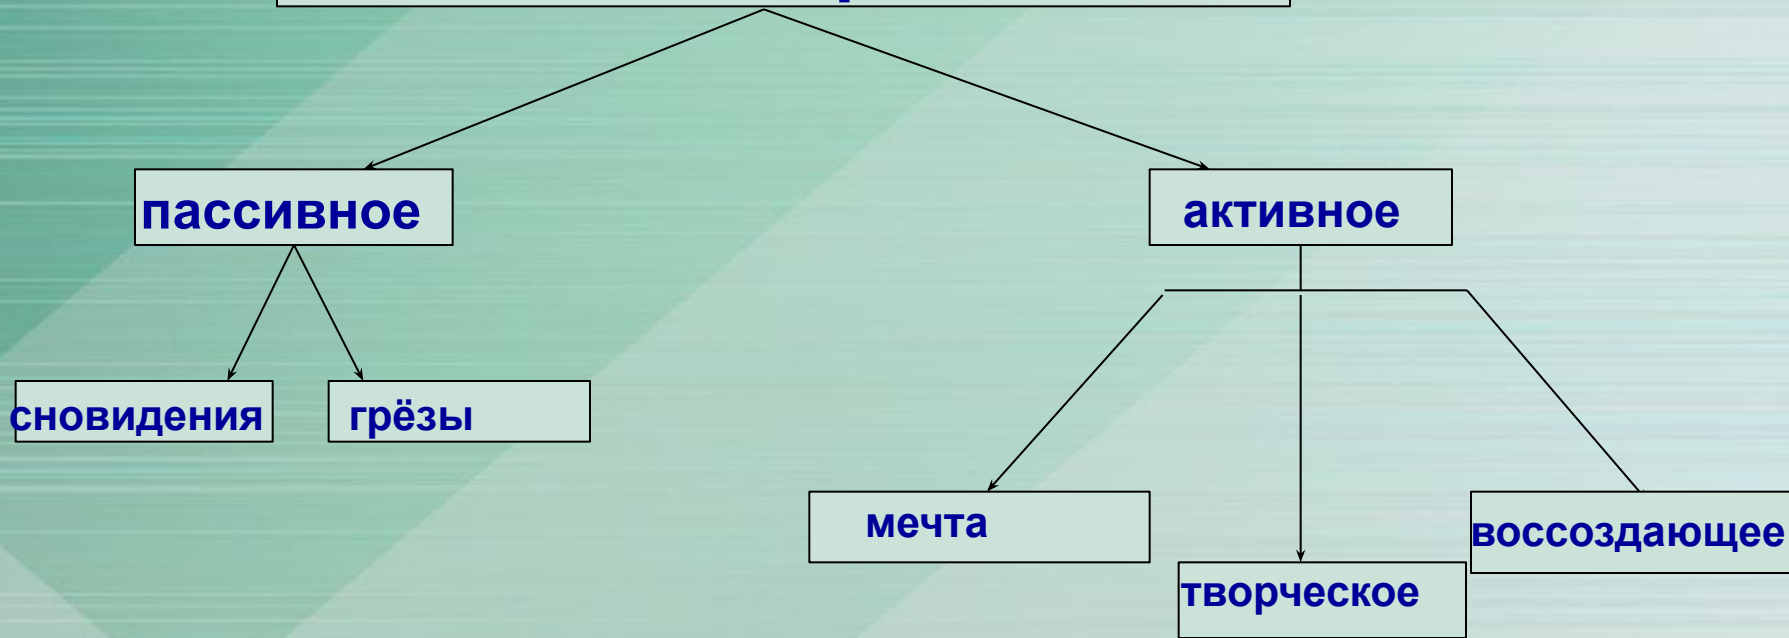 пассивное
активное
сновидения
грёзы
мечта
воссоздающее
творческое